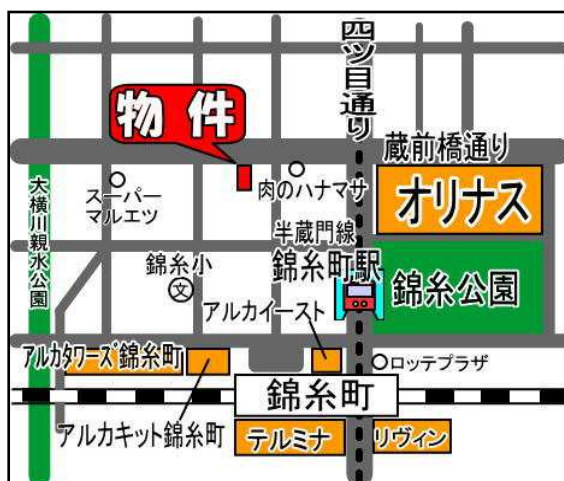 四ツ目通り
物件
蔵前橋通り
オリナス
肉のハナマサ
スーパー
マルエツ
大横川親水公園
半蔵門線
錦糸町駅
錦糸公園
錦糸小
文
アルカイースト
アルカタワーズ錦糸町
ロッテプラザ
錦糸町
アルカキット錦糸町
テルミナ
リヴィン